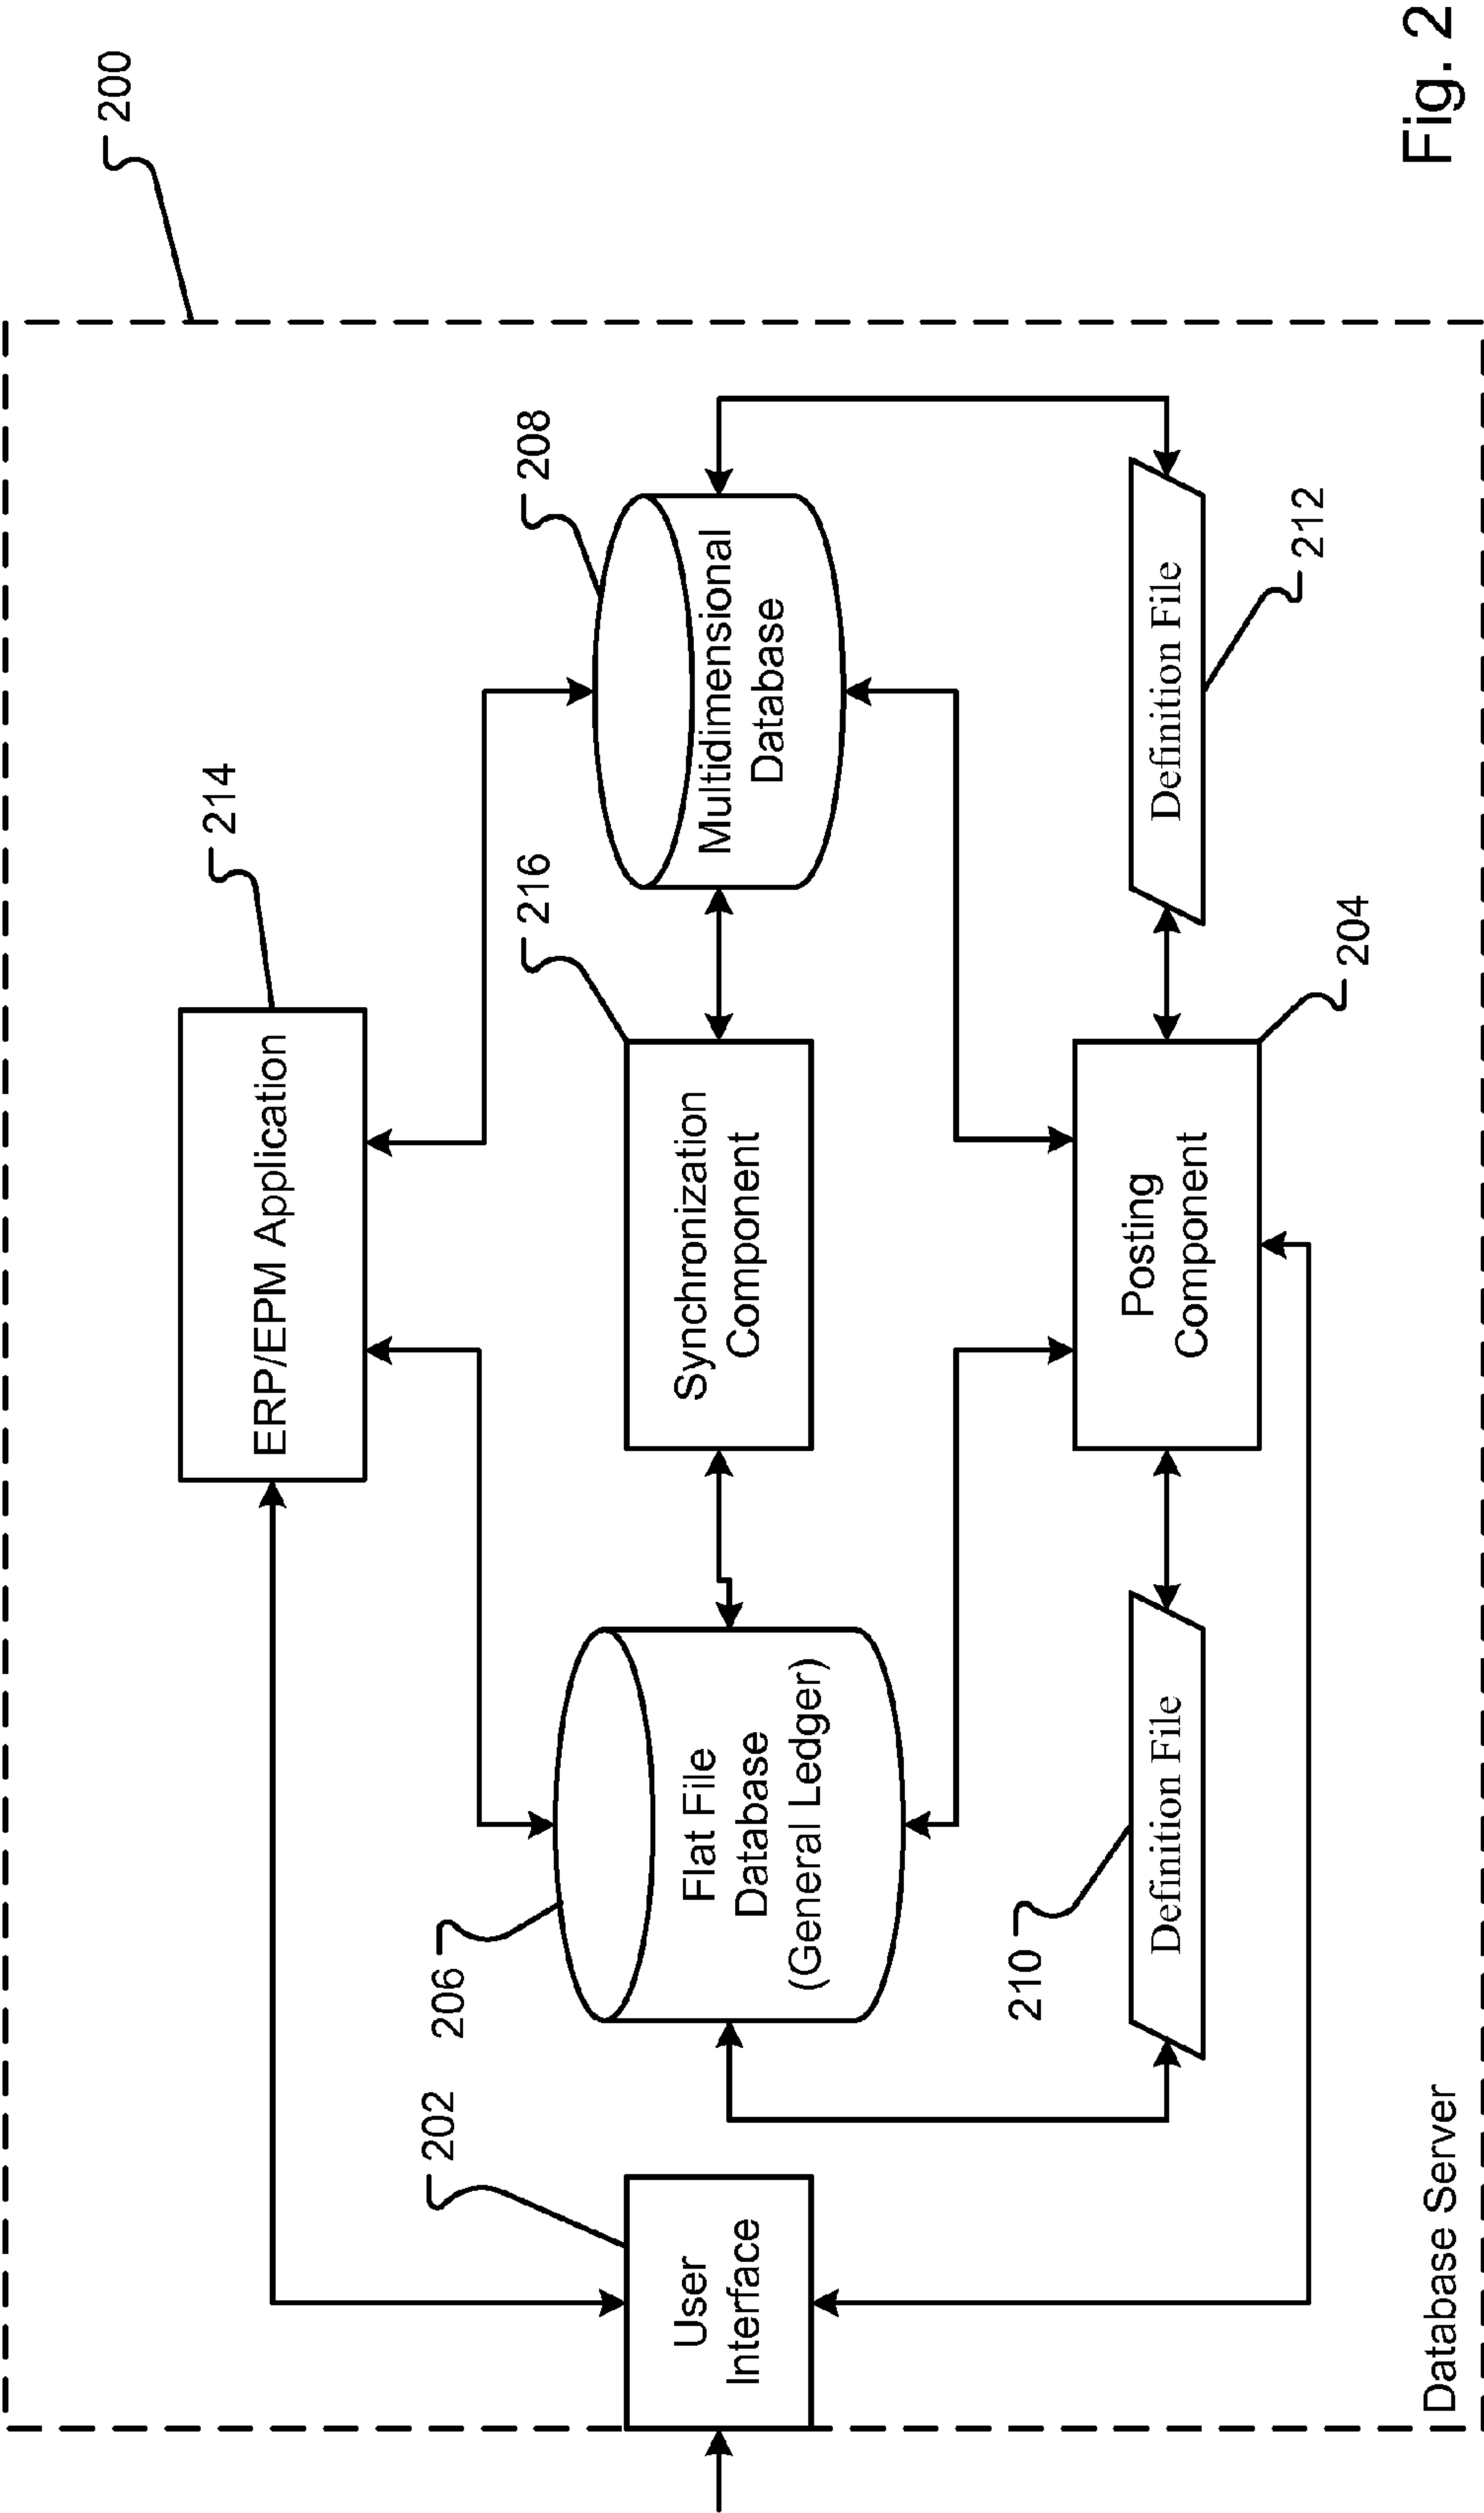 200
214
ERP/EPM Application
202
206
216
208
User
Interface
Flat File
Database
(General Ledger)
Synchronization
Component
Multidimensional
Database
210
Definition File
Posting
Component
204
Definition File
212
Database Server
Fig. 2